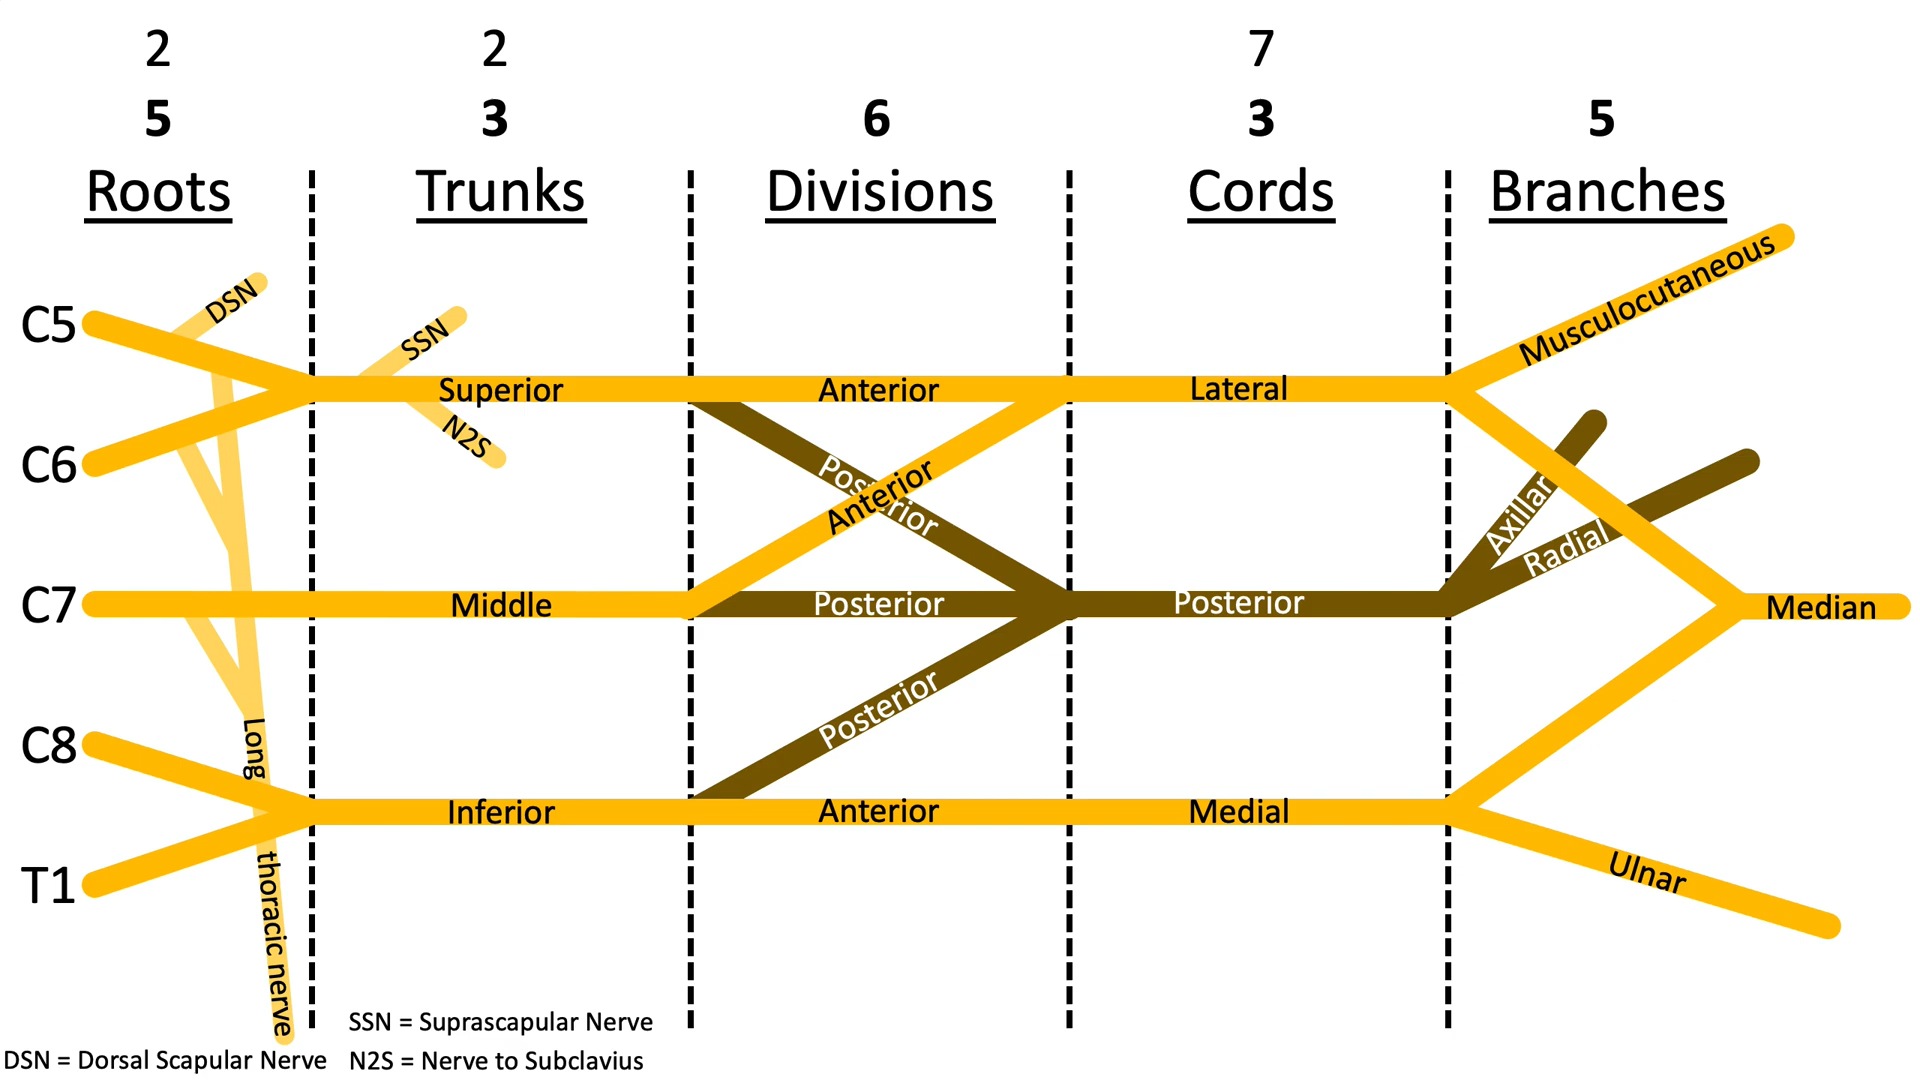 2 2 7
5 3 6 3 5
Roots Trunks Divisions Cords Branches
Musculocutaneous
DSN
C5
SSN
Superior Anterior Lateral
N2S
C6
Posterior
Anterior
Axillar
Radial
C7
Middle Posterior Posterior
Median
Posterior
C8
Long
thoracic nerve
Inferior Anterior Medial
Ulnar
T1
SSN = Suprascapular Nerve
DSN = Dorsal Scapular Nerve
N2S = Nerve to Subclavius